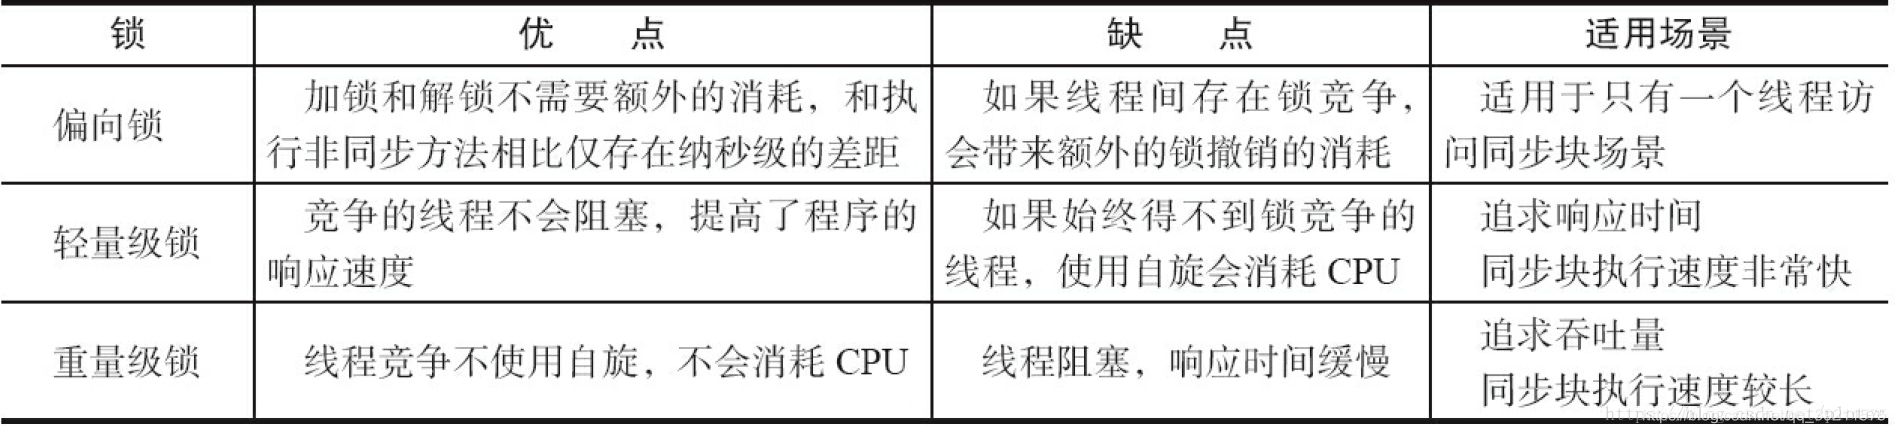 锁 优 点 缺 点 适用场景
偏向锁
加锁和解锁不需要额外的消耗，和执
行非同步方法相比仅存在纳秒级的差距
如果线程间存在锁竞争，
会带来额外的锁撤销的消耗
适用于只有一个线程访
问同步块场景
轻量级锁
竞争的线程不会阻塞，提高了程序的
响应速度
如果始终得不到锁竞争的
线程，使用自旋会消耗 CPU
追求响应时间
同步块执行速度非常快
重量级锁
线程竞争不使用自旋，不会消耗 CPU
线程阻塞，响应时间缓慢
追求吞吐量
同步块执行速度较长